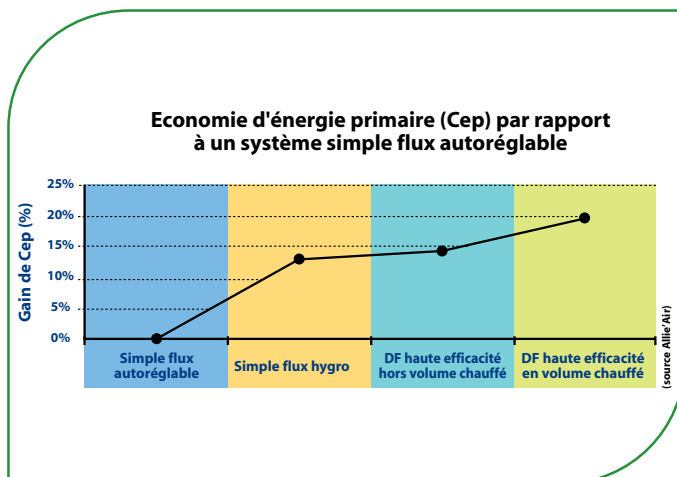 Economie d'énergie primaire (Cep) par rapport
à un système simple flux autoréglable
Gain de Cep (%)
25%
20%
15%
10%
5%
0%
Simple flux
autoréglable
Simple flux hygro
DF haute efficacité
hors volume chauffé
DF haute efficacité
en volume chauffé
(source Allie'Air)